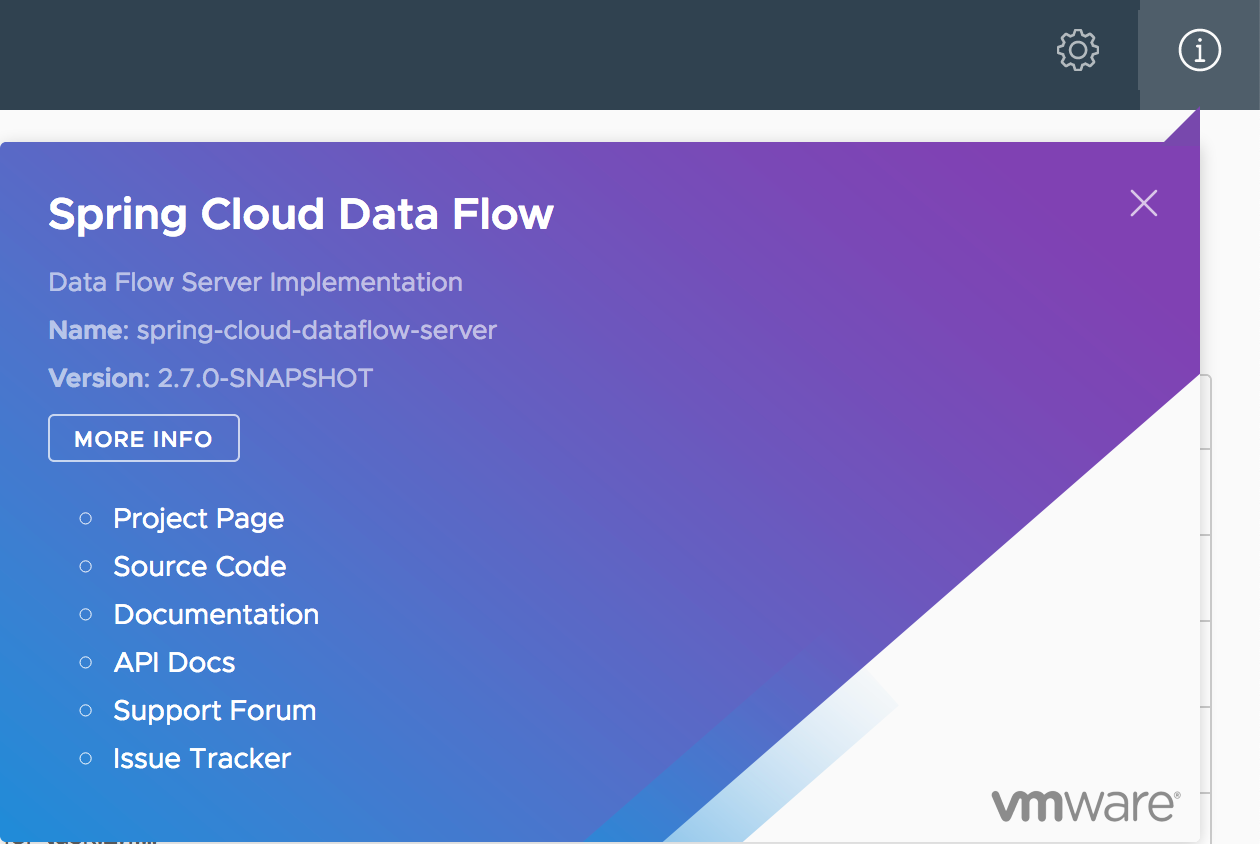 Spring Cloud Data Flow
Data Flow Server Implementation
Name: spring-cloud-dataflow-server
Version: 2.7.0-SNAPSHOT
MORE INFO
Project Page
Source Code
Documentation
API Docs
Support Forum
Issue Tracker
vmware®